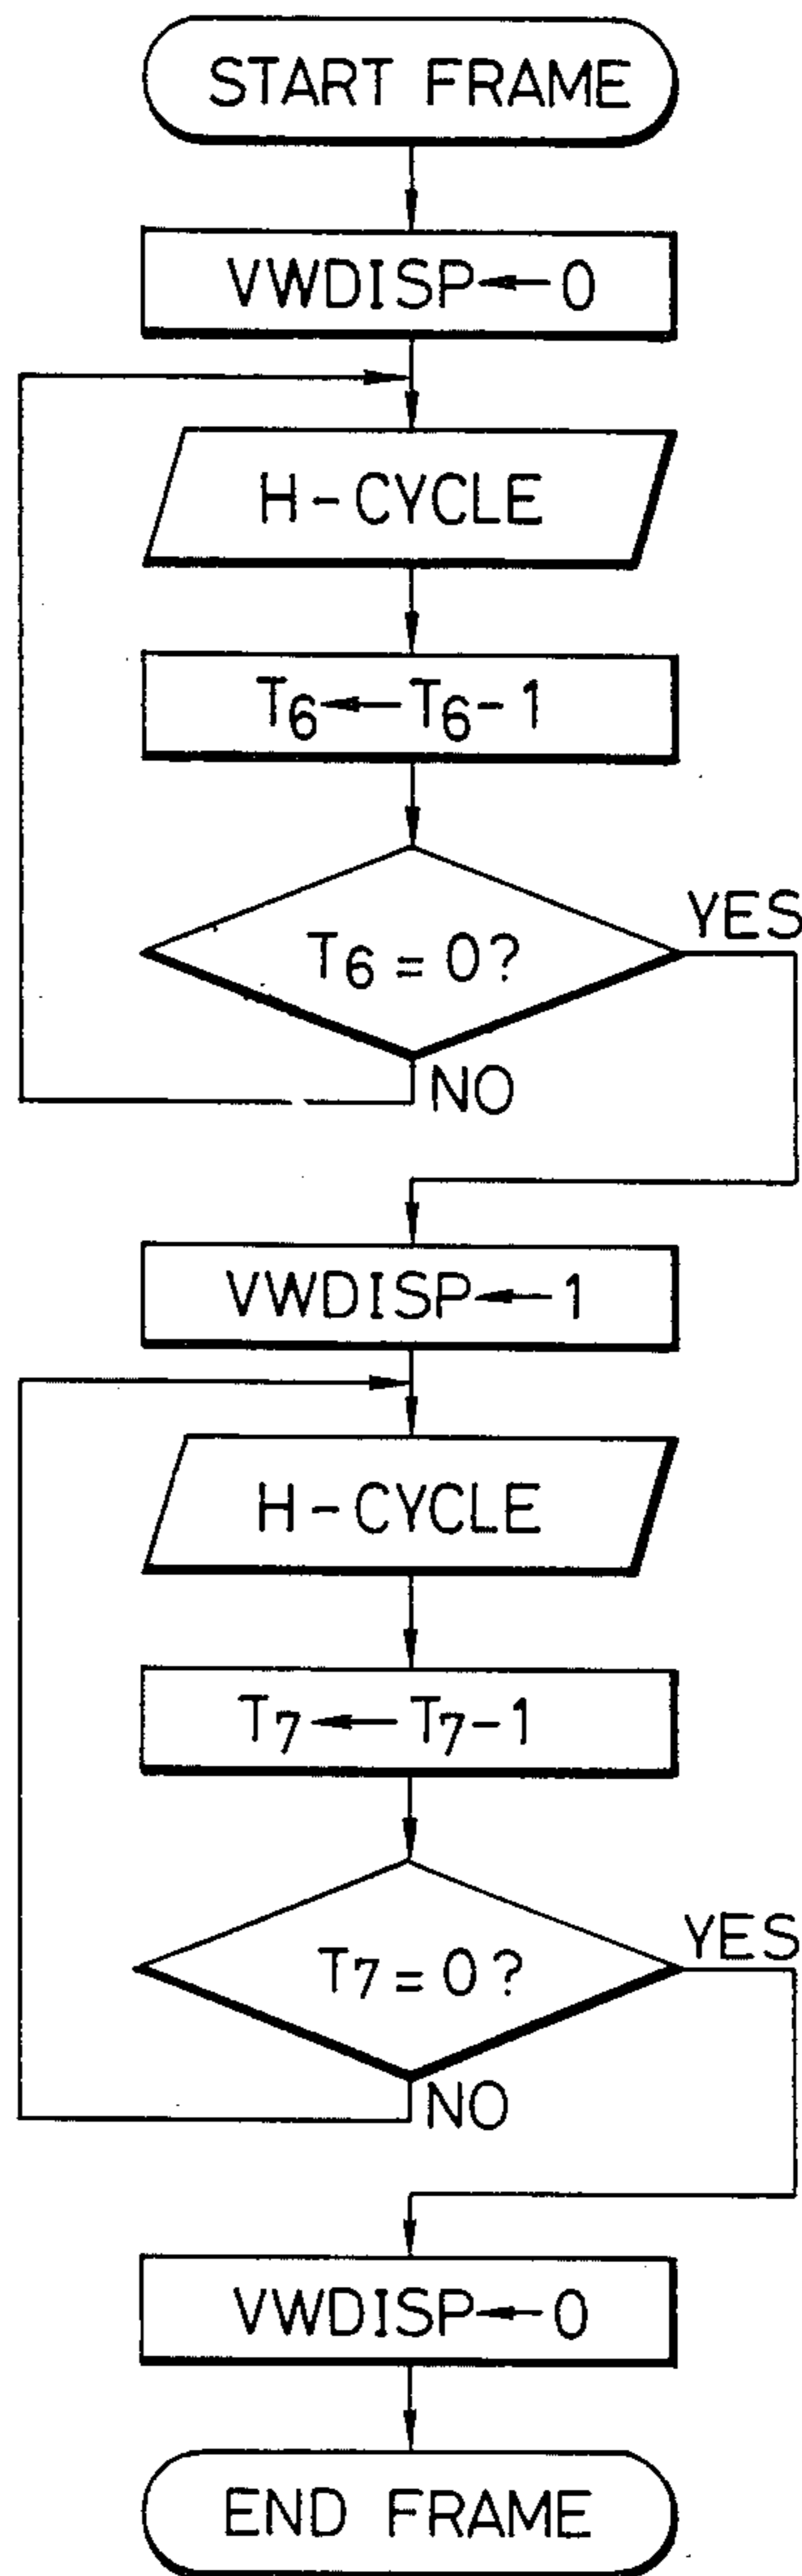 START FRAME
VWDISP←0
H-CYCLE
T6←T6-1
T6=0?
YES
NO
VWDISP←1
H-CYCLE
T7←T7-1
T7=0?
YES
NO
VWDISP←0
END FRAME